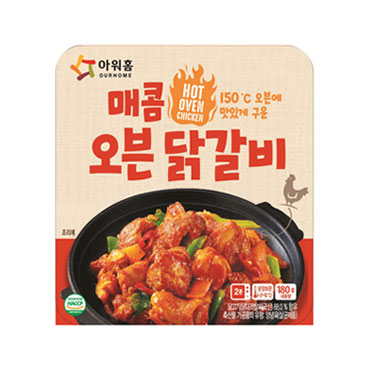 아워홈
OURHOME
매콤
HOT
OVEN
CHICKEN
150℃ 오븐에
맛있게 구운
오븐 닭갈비
조리예
HACCP
2분
180g